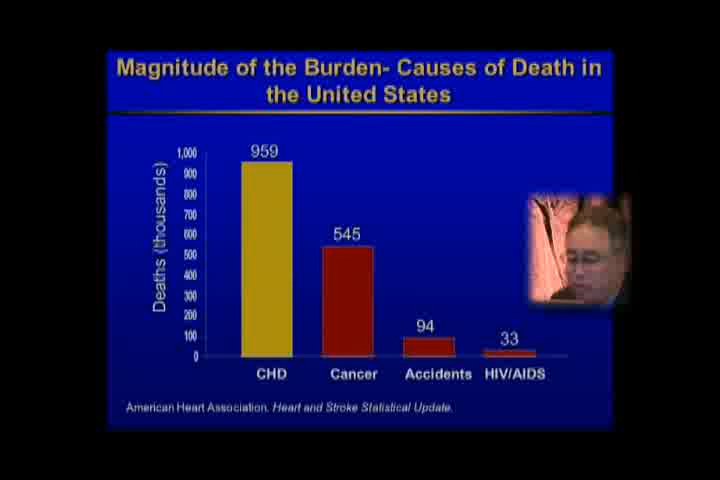 Magnitude of the Burden- Causes of Death in
the United States
Deaths (thousands)
1,000
900
800
700
600
500
400
300
200
100
0
959
545
94
33
CHD
Cancer
Accidents
HIV/AIDS
American Heart Association. Heart and Stroke Statistical Update.